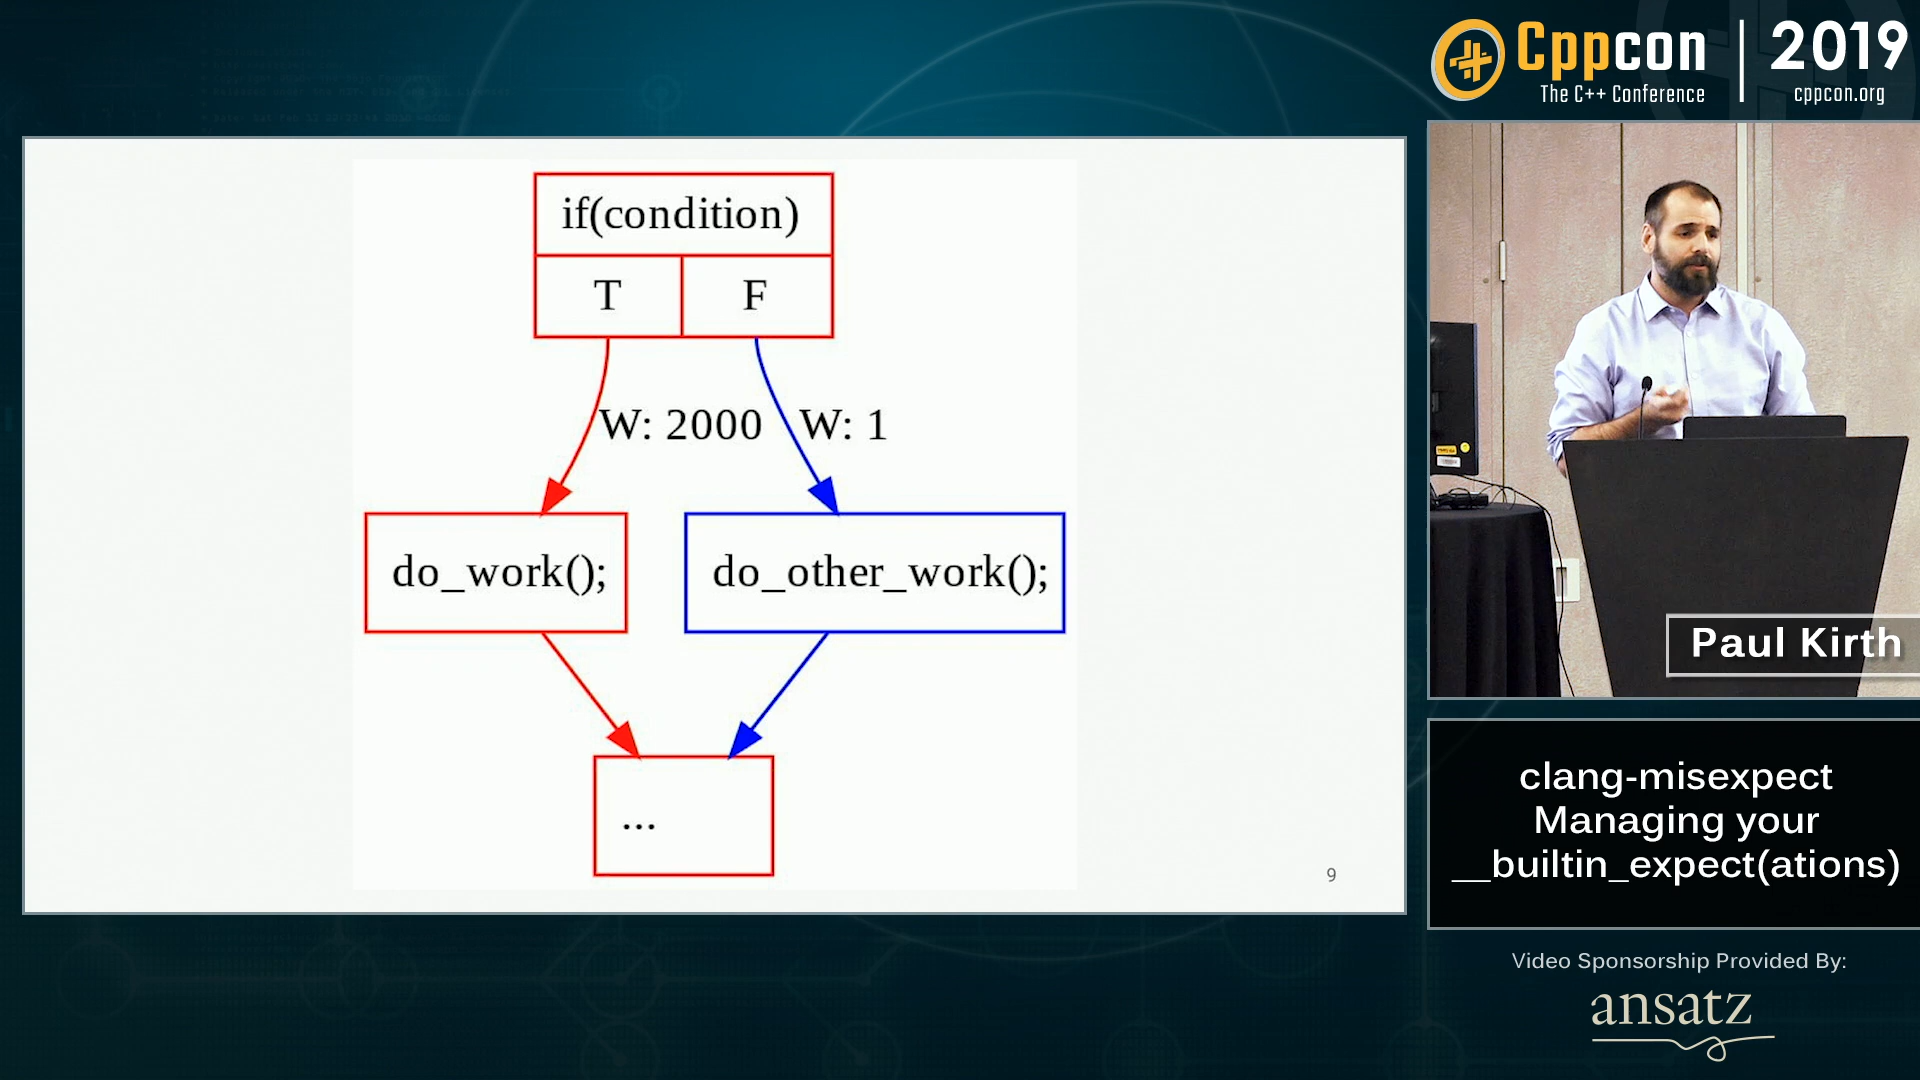 Cppcon
The C++ Conference
2019
cppcon.org
if(condition)
T
F
W: 2000
W: 1
do_work();
do_other_work();
...
9
Paul Kirth
clang-misexpect
Managing your
__builtin_expect(ations)
Video Sponsorship Provided By:
ansatz